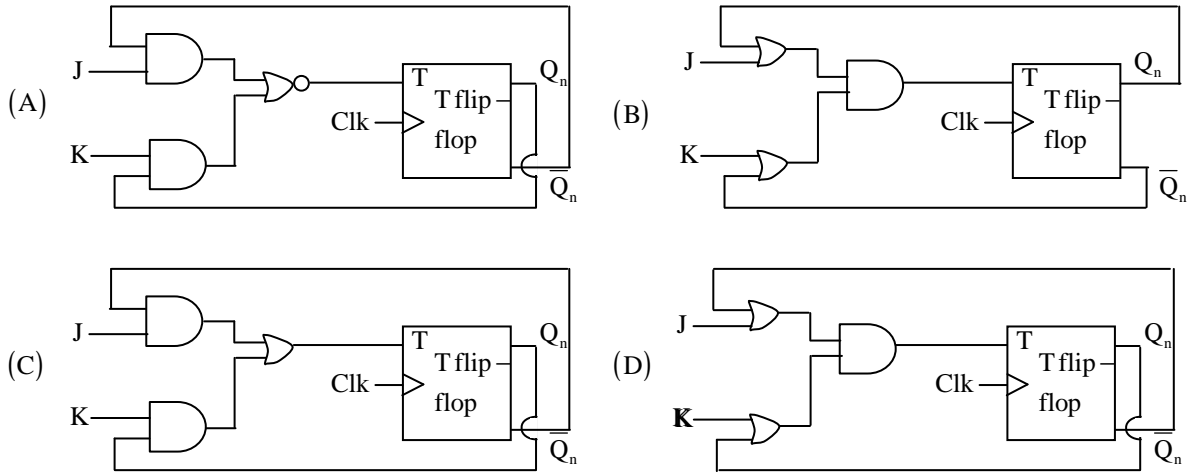 (A)
J
K
T
T flip
flop
Clk
Qₙ
Q̅ₙ
(B)
J
K
T
T flip
flop
Clk
Qₙ
Q̅ₙ
(C)
J
K
T
T flip
flop
Clk
Qₙ
Q̅ₙ
(D)
J
K
T
T flip
flop
Clk
Qₙ
Q̅ₙ